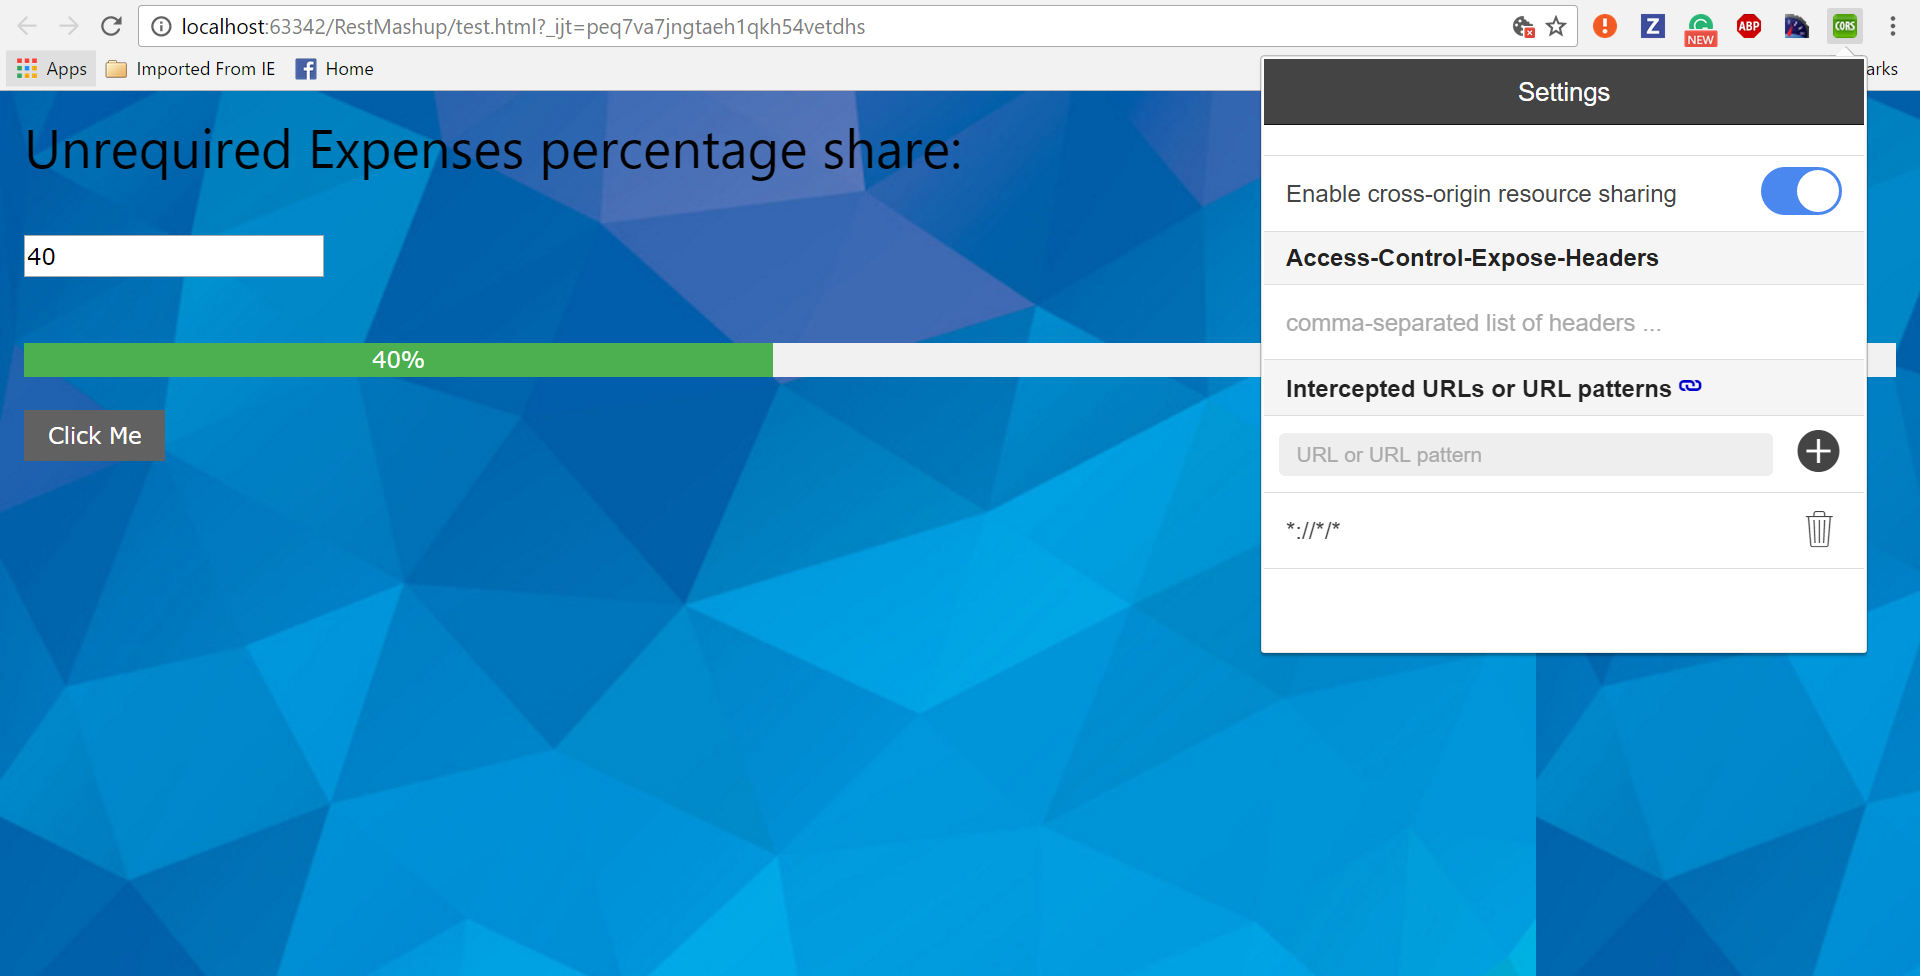 localhost:63342/RestMashup/test.html?_ijt=peq7va7jngtaeh1qkh54vetdhs
Z
NEW
ABP
CORS
Apps
Imported From IE
Home
arks
Settings
Unrequired Expenses percentage share:
Enable cross-origin resource sharing
40
Access-Control-Expose-Headers
comma-separated list of headers ...
40%
Intercepted URLs or URL patterns
Click Me
URL or URL pattern
*://*/*